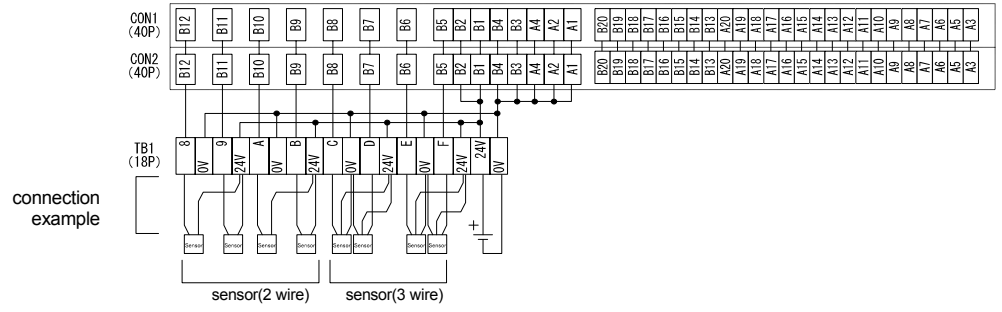 CON1 B12 B11 B10 B9 B8 B7 B6 B5 B2 B1 B4 B3 A4 A2 A1 B20 B19 B18 B17 B16 B15 B14 B13 A20 A19 A18 A17 A16 A15 A14 A13 A12 A11 A10 A9 A8 A7 A6 A5 A3
(40P)
CON2 B12 B11 B10 B9 B8 B7 B6 B5 B2 B1 B4 B3 A4 A2 A1 B20 B19 B18 B17 B16 B15 B14 B13 A20 A19 A18 A17 A16 A15 A14 A13 A12 A11 A10 A9 A8 A7 A6 A5 A3
(40P)
TB1 8 0V 9 24V A 0V B 24V C 0V D 24V E 0V F 24V 24V 0V
(18P)
connection
example
+
Sensor Sensor Sensor Sensor Sensor Sensor Sensor Sensor
sensor(2 wire) sensor(3 wire)